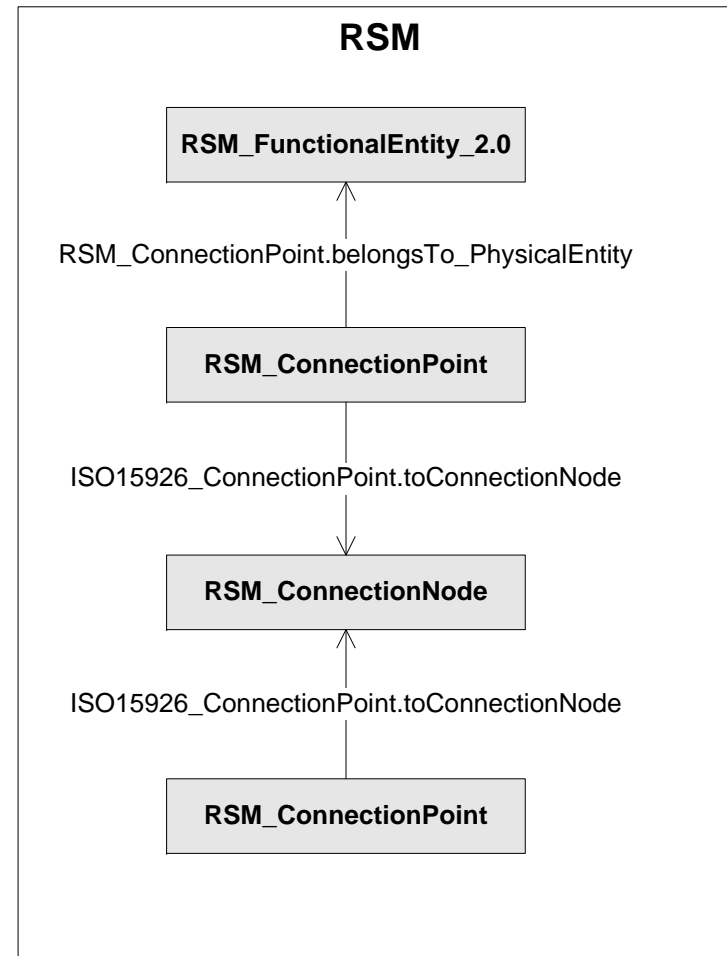 RSM
RSM_FunctionalEntity_2.0
RSM_ConnectionPoint.belongsTo_PhysicalEntity
RSM_ConnectionPoint
ISO15926_ConnectionPoint.toConnectionNode
RSM_ConnectionNode
ISO15926_ConnectionPoint.toConnectionNode
RSM_ConnectionPoint